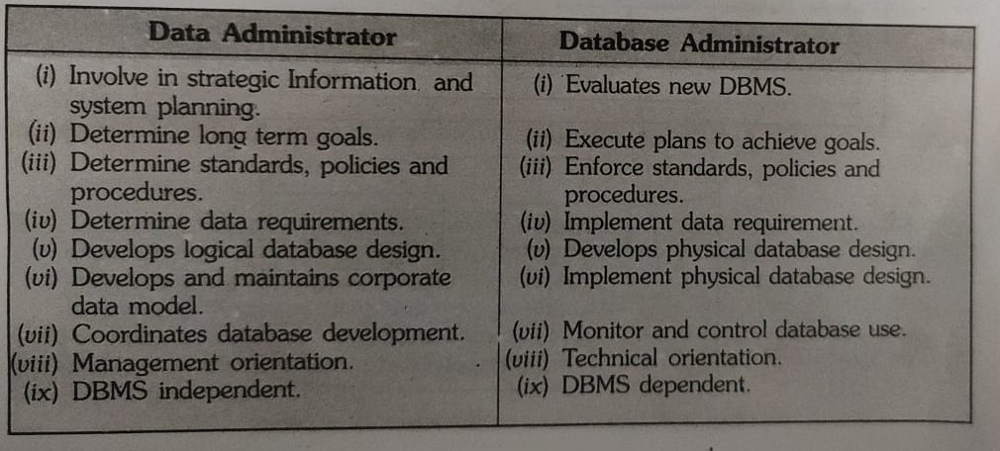 Data Administrator
(i) Involve in strategic Information and
system planning.
(ii) Determine long term goals.
(iii) Determine standards, policies and
procedures.
(iv) Determine data requirements.
(v) Develops logical database design.
(vi) Develops and maintains corporate
data model.
(vii) Coordinates database development.
(viii) Management orientation.
(ix) DBMS independent.
Database Administrator
(i) Evaluates new DBMS.
(ii) Execute plans to achieve goals.
(iii) Enforce standards, policies and
procedures.
(iv) Implement data requirement.
(v) Develops physical database design.
(vi) Implement physical database design.
(vii) Monitor and control database use.
(viii) Technical orientation.
(ix) DBMS dependent.